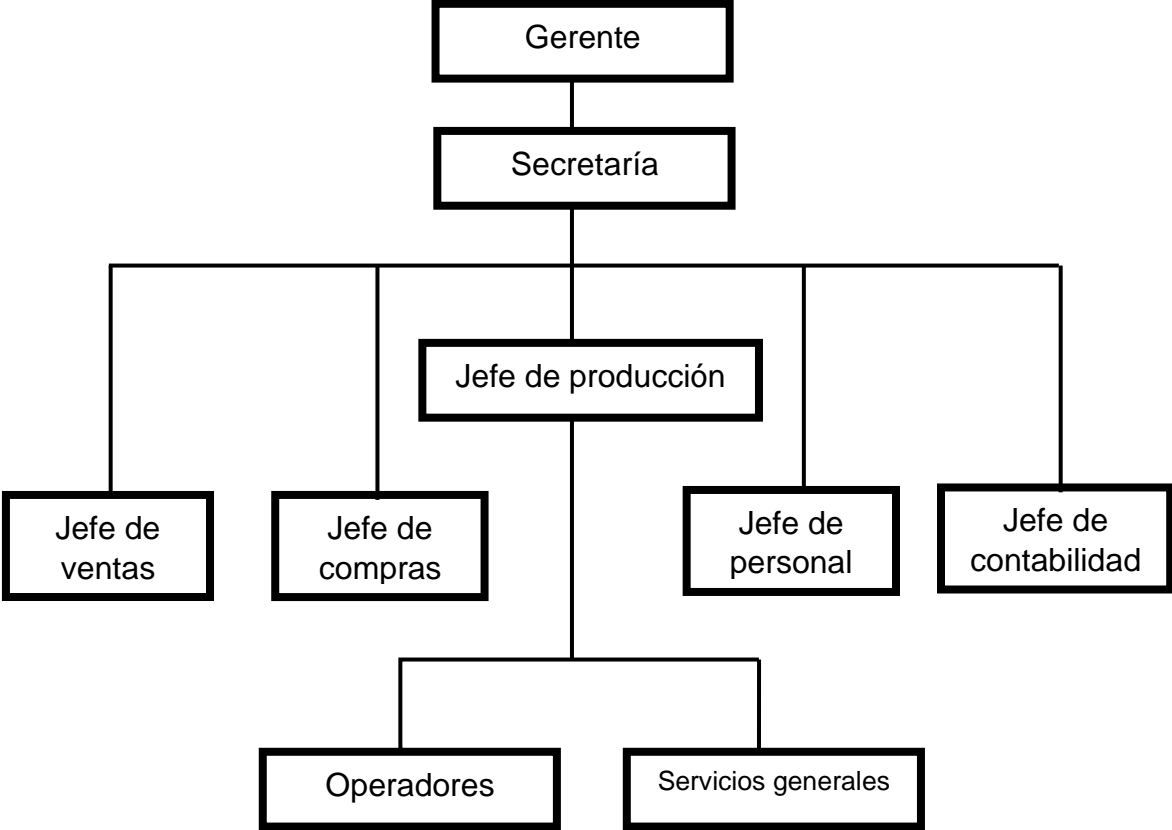 Gerente
Secretaría
Jefe de producción
Jefe de
ventas
Jefe de
compras
Jefe de
personal
Jefe de
contabilidad
Operadores
Servicios generales